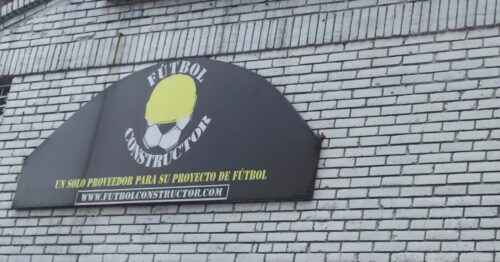 FÚTBOL
CONSTRUCTOR
UN SOLO PROVEEDOR PARA SU PROYECTO DE FÚTBOL
WWW.FUTBOLCONSTRUCTOR.COM